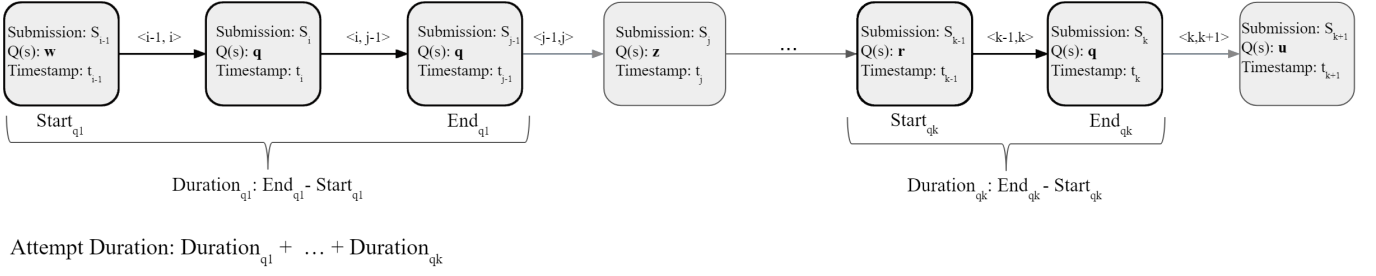 Submission: S_{i-1}
Q(s): w
Timestamp: t_{i-1}
<i-1, i>
Submission: S_i
Q(s): q
Timestamp: t_i
<i, j-1>
Submission: S_{j-1}
Q(s): q
Timestamp: t_{j-1}
<j-1,j>
Submission: S_j
Q(s): z
Timestamp: t_j
...
Submission: S_{k-1}
Q(s): r
Timestamp: t_{k-1}
<k-1,k>
Submission: S_k
Q(s): q
Timestamp: t_k
<k,k+1>
Submission: S_{k+1}
Q(s): u
Timestamp: t_{k+1}
Start_{q1}
End_{q1}
Start_{qk}
End_{qk}
Duration_{q1}: End_{q1}- Start_{q1}
Duration_{qk}: End_{qk}- Start_{qk}
Attempt Duration: Duration_{q1} + ... + Duration_{qk}